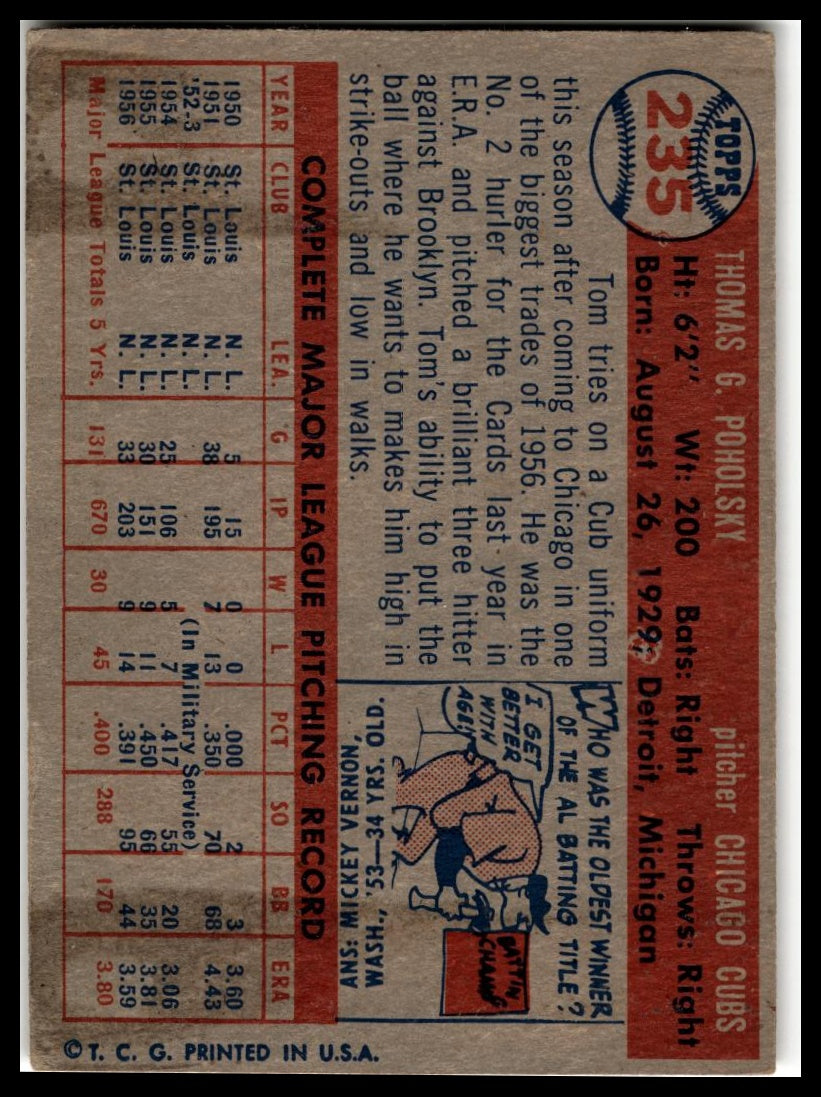 TOPPS
235
THOMAS G. POHOLSKY pitcher CHICAGO CUBS
Ht: 6'2" Wt: 200 Bats: Right Throws: Right
Born: August 26, 1929; Detroit, Michigan
Tom tries on a Cub uniform
this season after coming to Chicago in one
of the biggest trades of 1956. He was the
No. 2 hurler for the Cards last year in
E.R.A. and pitched a brilliant three hitter
against Brooklyn. Tom's ability to put the
ball where he wants to makes him high in
strike-outs and low in walks.
WHO WAS THE OLDEST WINNER
OF THE AL BATTING TITLE?
I GET
BETTER
WITH
AGE!
BATTING
CHAMP
ANS: MICKEY VERNON,
WASH., '53—34 YRS. OLD.
COMPLETE MAJOR LEAGUE PITCHING RECORD
YEAR CLUB LEA. G IP W L PCT SO BB ERA
1950 St. Louis N. L. 5 15 0 0 .000 2 3 3.60
1951 St. Louis N. L. 38 195 7 13 .350 70 68 4.43
'52-3 St. Louis N. L. (In Military Service)
1954 St. Louis N. L. 25 106 5 7 .417 55 20 3.06
1955 St. Louis N. L. 30 151 9 11 .450 66 35 3.81
1956 St. Louis N. L. 33 203 9 14 .391 95 44 3.59
Major League Totals 5 Yrs. 131 670 30 45 .400 288 170 3.80
© T. C. G. PRINTED IN U.S.A.